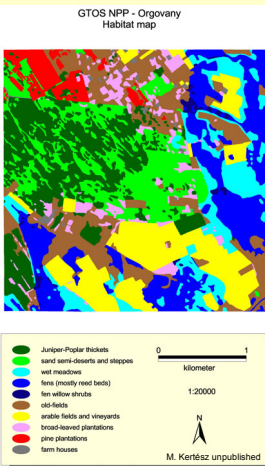 GTOS NPP - Orgovany
Habitat map
Juniper-Poplar thickets
sand semi-deserts and steppes
wet meadows
fens (mostly reed beds)
fen willow shrubs
old-fields
arable fields and vineyards
broad-leaved plantations
pine plantations
farm houses
0 1
kilometer
1:20000
N
M. Kertész unpublished